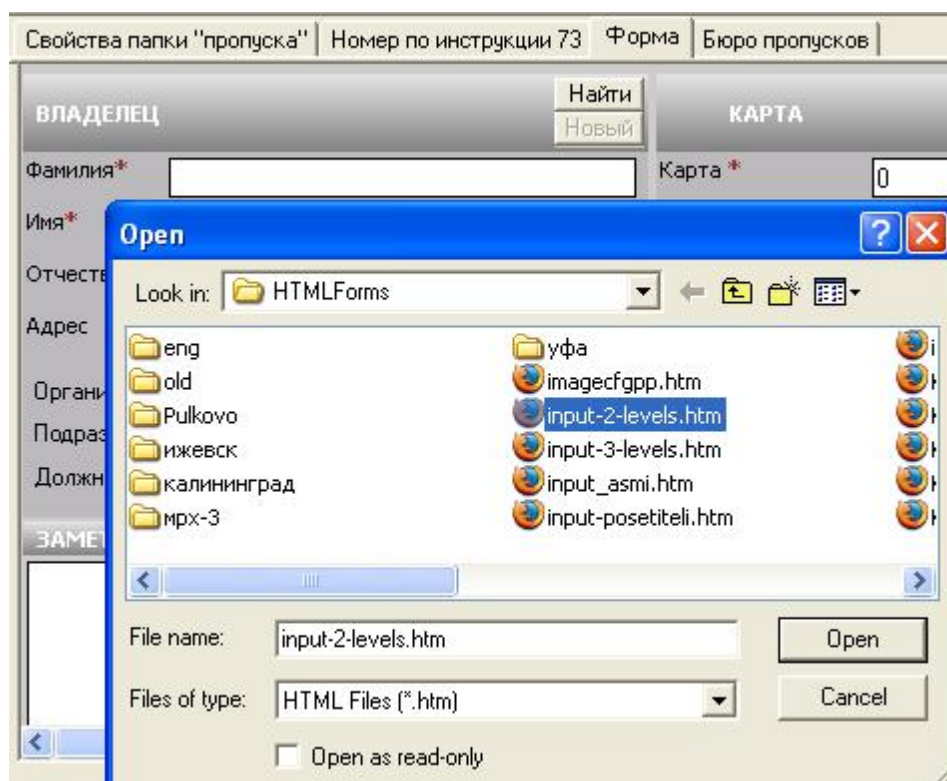 Свойства папки "пропуска" Номер по инструкции 73 Форма Бюро пропусков
ВЛАДЕЛЕЦ Найти КАРТА
Новый
Фамилия* Карта * 0
Имя*
Open
Отчеств
Look in: HTMLForms
Адрес
eng уфа i
old imagecfgpp.htm
Органи
Pulkovo input-2-levels.htm
Подраз
ижевск input-3-levels.htm
Должн
калининград input_asmi.htm
мрх-3 input-posetiteli.htm
ЗАМЕТ
File name: input-2-levels.htm Open
Files of type: HTML Files (*.htm) Cancel
Open as read-only